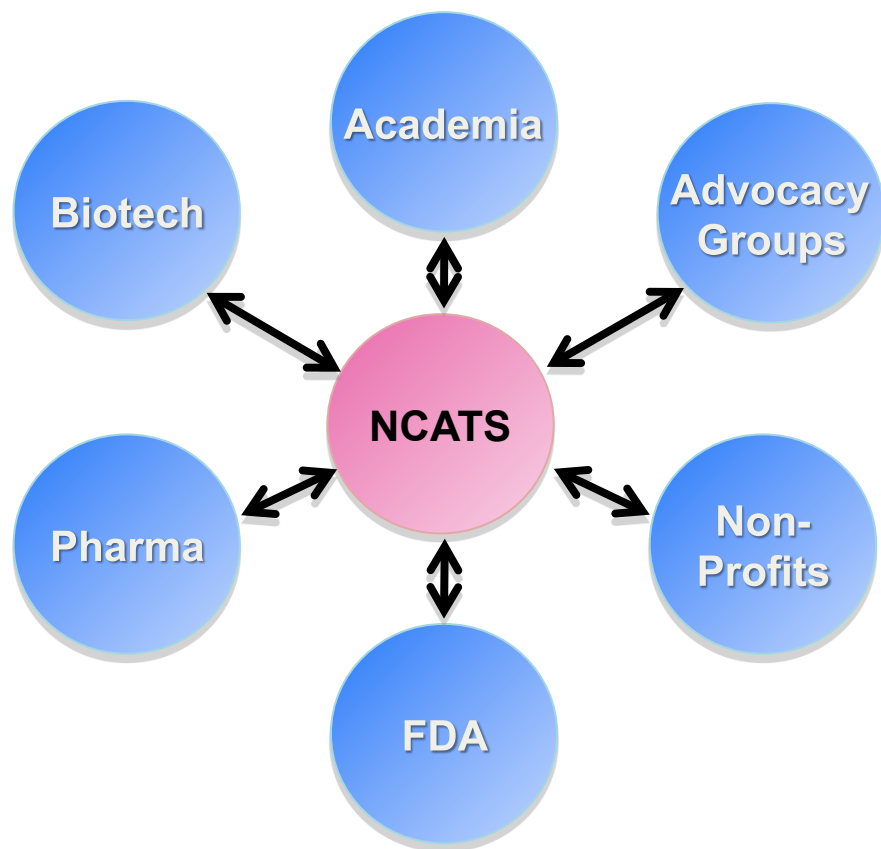 Academia
Biotech
Advocacy
Groups
NCATS
Pharma
Non-
Profits
FDA